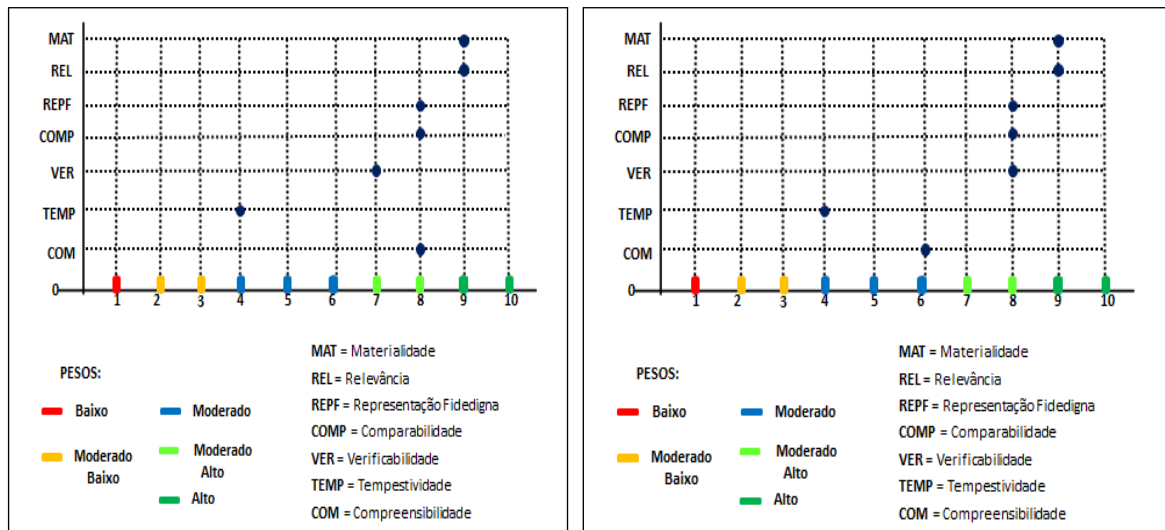 MAT
REL
REPF
COMP
VER
TEMP
COM
0
1 2 3 4 5 6 7 8 9 10
PESOS:
Baixo
Moderado
Moderado
Baixo
Moderado
Alto
Alto
MAT = Materialidade
REL = Relevância
REPF = Representação Fidedigna
COMP = Comparabilidade
VER = Verificabilidade
TEMP = Tempestividade
COM = Compreensibilidade
MAT
REL
REPF
COMP
VER
TEMP
COM
0
1 2 3 4 5 6 7 8 9 10
PESOS:
Baixo
Moderado
Moderado
Baixo
Moderado
Alto
Alto
MAT = Materialidade
REL = Relevância
REPF = Representação Fidedigna
COMP = Comparabilidade
VER = Verificabilidade
TEMP = Tempestividade
COM = Compreensibilidade